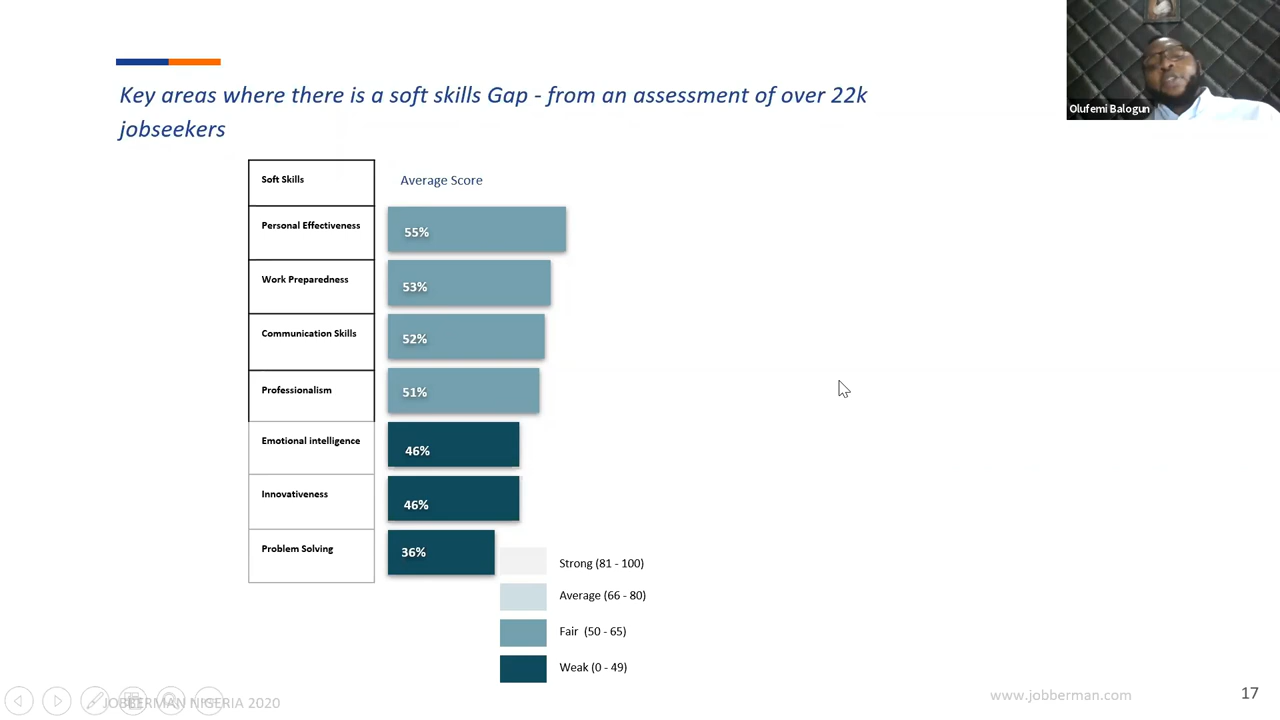 Key areas where there is a soft skills Gap - from an assessment of over 22k
jobseekers
Olufemi Balogun
Soft Skills
Average Score
Personal Effectiveness
55%
Work Preparedness
53%
Communication Skills
52%
Professionalism
51%
Emotional intelligence
46%
Innovativeness
46%
Problem Solving
36%
Strong (81 - 100)
Average (66 - 80)
Fair (50 - 65)
Weak (0 - 49)
JOBBERMAN NIGERIA 2020
www.jobberman.com
17